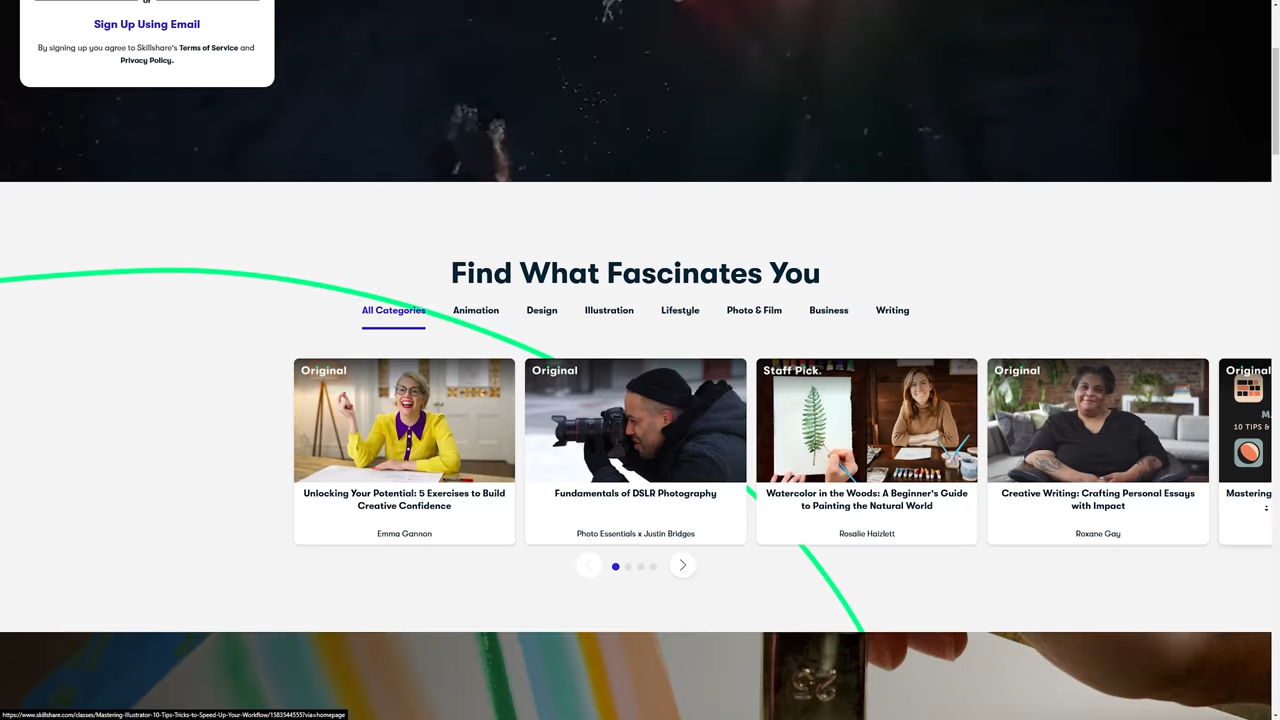 or
Sign Up Using Email
By signing up you agree to Skillshare's Terms of Service and
Privacy Policy.
Find What Fascinates You
All Categories
Animation
Design
Illustration
Lifestyle
Photo & Film
Business
Writing
Original
Unlocking Your Potential: 5 Exercises to Build
Creative Confidence
Emma Gannon
Original
Fundamentals of DSLR Photography
Photo Essentials x Justin Bridges
Staff Pick.
Watercolor in the Woods: A Beginner's Guide
to Painting the Natural World
Rosalie Haizlett
Original
Creative Writing: Crafting Personal Essays
with Impact
Roxane Gay
Original
10 TIPS &
Mastering
https://www.skillshare.com/classes/Mastering-Illustrator-10-Tips-Tricks-to-Speed-Up-Your-Workflow/1583544555?via=homepage